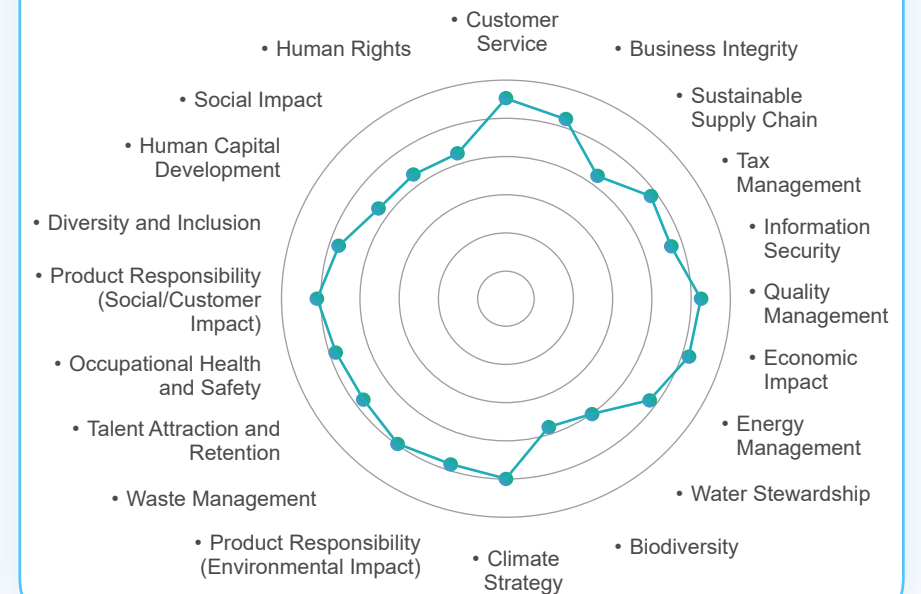 • Customer
Service
• Business Integrity
• Sustainable
Supply Chain
• Tax
Management
• Information
Security
• Quality
Management
• Economic
Impact
• Energy
Management
• Water Stewardship
• Biodiversity
• Climate
Strategy
• Product Responsibility
(Environmental Impact)
• Waste Management
• Talent Attraction and
Retention
• Occupational Health
and Safety
• Product Responsibility
(Social/Customer
Impact)
• Diversity and Inclusion
• Human Capital
Development
• Social Impact
• Human Rights